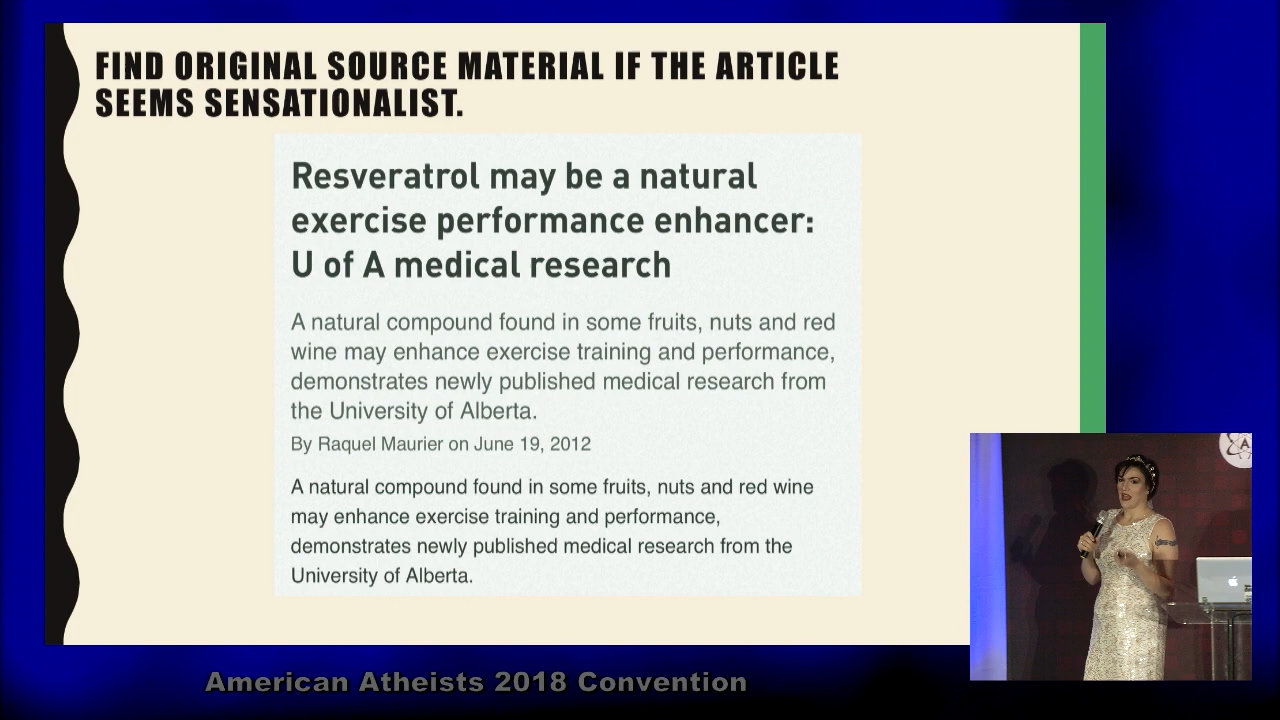 FIND ORIGINAL SOURCE MATERIAL IF THE ARTICLE
SEEMS SENSATIONALIST.
Resveratrol may be a natural
exercise performance enhancer:
U of A medical research
A natural compound found in some fruits, nuts and red
wine may enhance exercise training and performance,
demonstrates newly published medical research from
the University of Alberta.
By Raquel Maurier on June 19, 2012
A natural compound found in some fruits, nuts and red wine
may enhance exercise training and performance,
demonstrates newly published medical research from the
University of Alberta.
A
American Atheists 2018 Convention